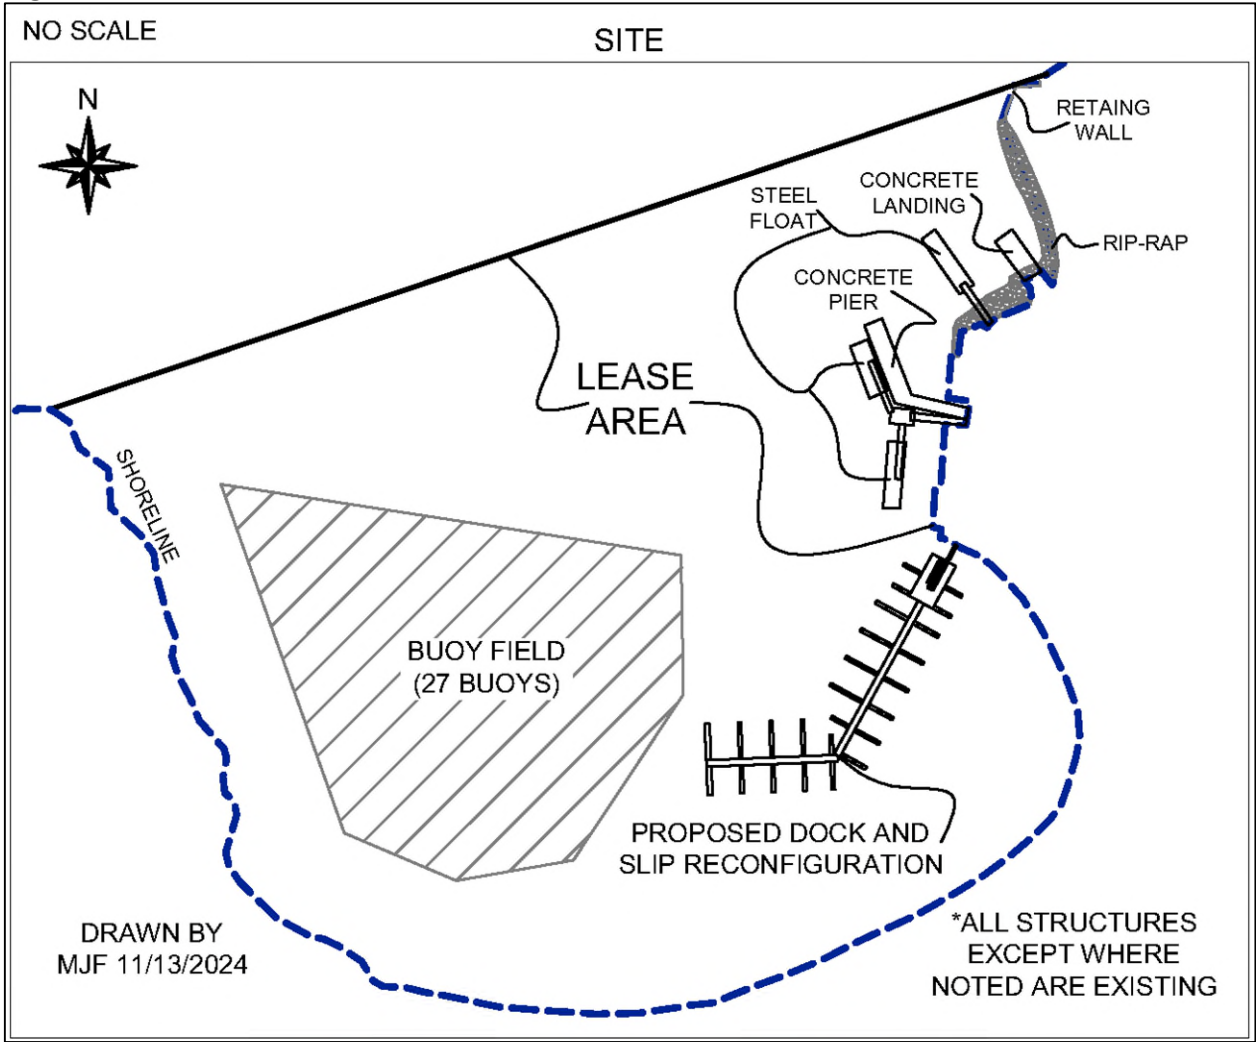 NO SCALE
SITE
N
RETAING
WALL
CONCRETE
LANDING
STEEL
FLOAT
RIP-RAP
CONCRETE
PIER
LEASE
AREA
SHORELINE
BUOY FIELD
(27 BUOYS)
PROPOSED DOCK AND
SLIP RECONFIGURATION
DRAWN BY
MJF 11/13/2024
*ALL STRUCTURES
EXCEPT WHERE
NOTED ARE EXISTING